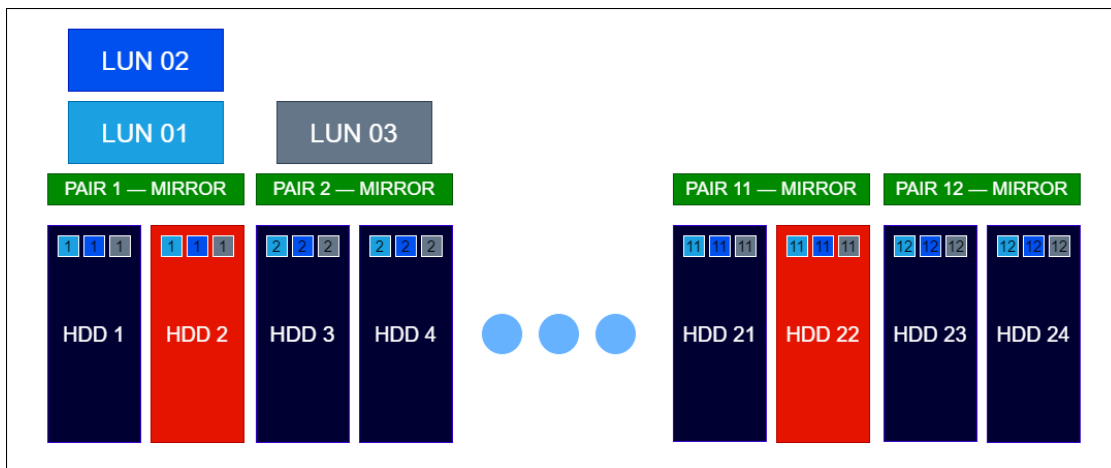 LUN 02
LUN 01 LUN 03
PAIR 1 — MIRROR PAIR 2 — MIRROR PAIR 11 — MIRROR PAIR 12 — MIRROR
1 1 1 1 1 1 2 2 2 2 2 2 11 11 11 11 11 11 12 12 12 12 12 12
HDD 1 HDD 2 HDD 3 HDD 4 HDD 21 HDD 22 HDD 23 HDD 24